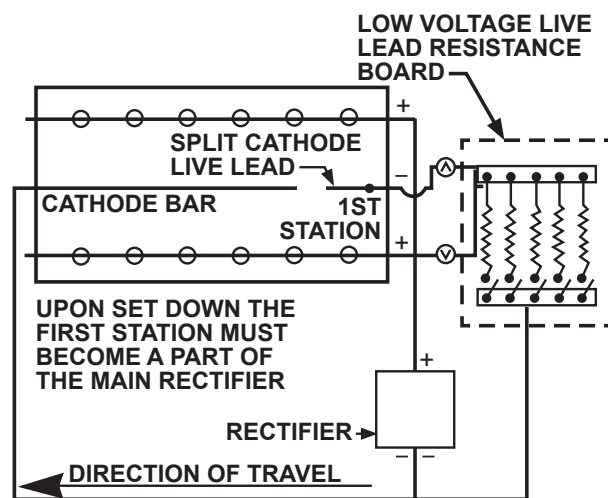 LOW VOLTAGE LIVE
LEAD RESISTANCE
BOARD
+
SPLIT CATHODE
LIVE LEAD
–
CATHODE BAR
1ST
STATION
+
UPON SET DOWN THE
FIRST STATION MUST
BECOME A PART OF
THE MAIN RECTIFIER
+
RECTIFIER
– –
DIRECTION OF TRAVEL